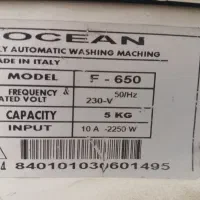 OCEAN
LY AUTOMATIC WASHING MACHING
ADE IN ITALY
MODEL F - 650
FREQUENCY & 50/Hz
ATED VOLT 230-V
CAPACITY 5 KG
INPUT 10 A -2250 W
84010103V601495